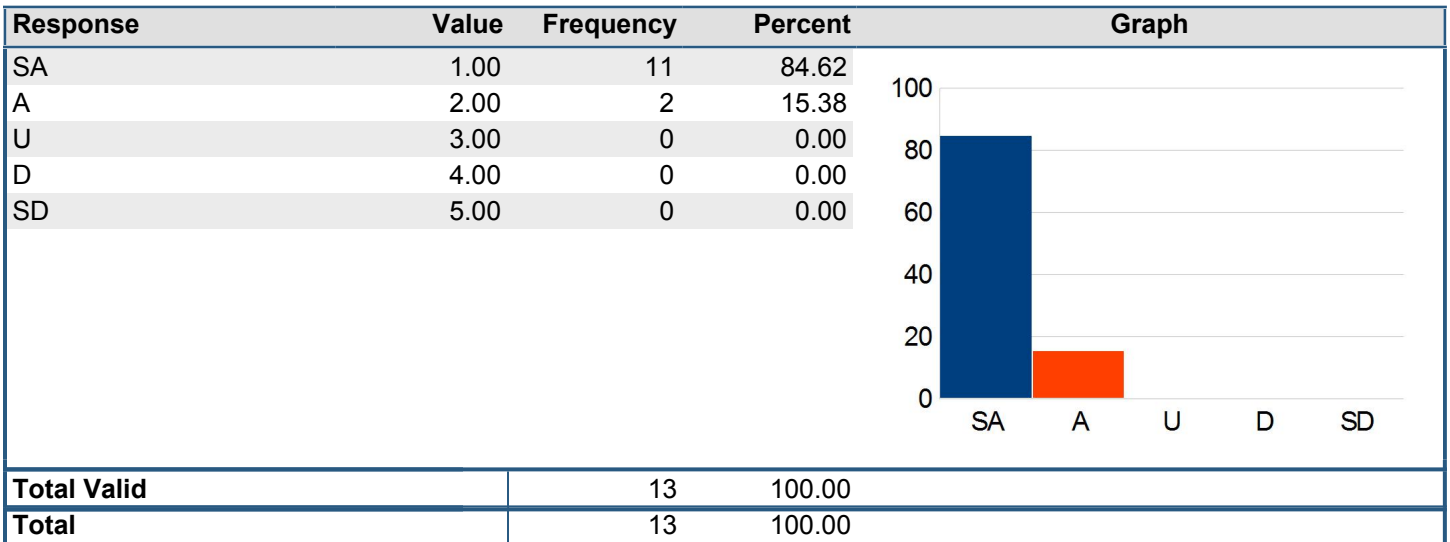 Response Value Frequency Percent Graph
SA 1.00 11 84.62
A 2.00 2 15.38
U 3.00 0 0.00
D 4.00 0 0.00
SD 5.00 0 0.00
100
80
60
40
20
0
SA A U D SD
Total Valid 13 100.00
Total 13 100.00